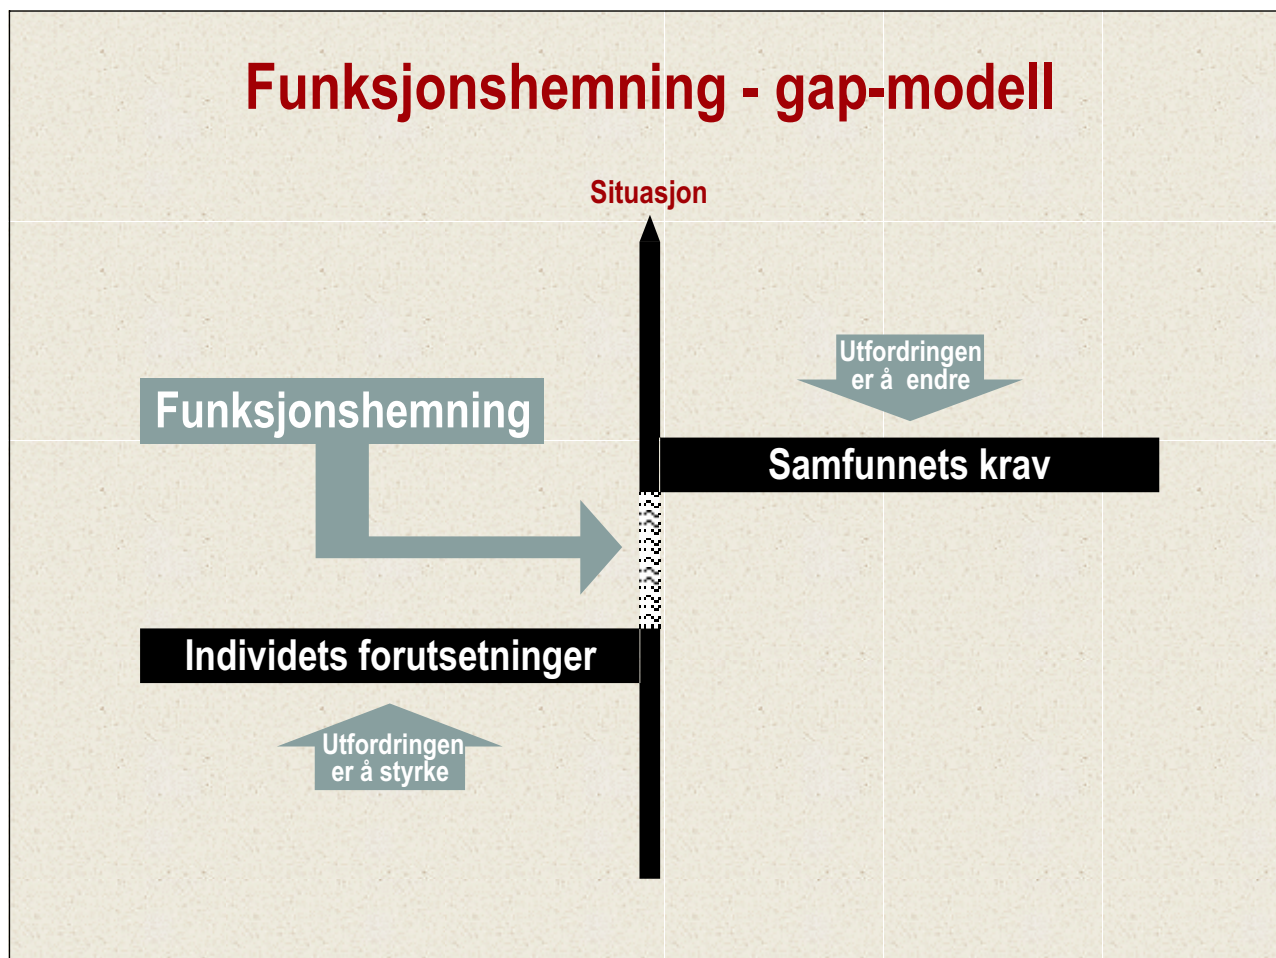 Funksjonshemning - gap-modell
Situasjon
Utfordringen
er å endre
Funksjonshemning
Samfunnets krav
Individets forutsetninger
Utfordringen
er å styrke